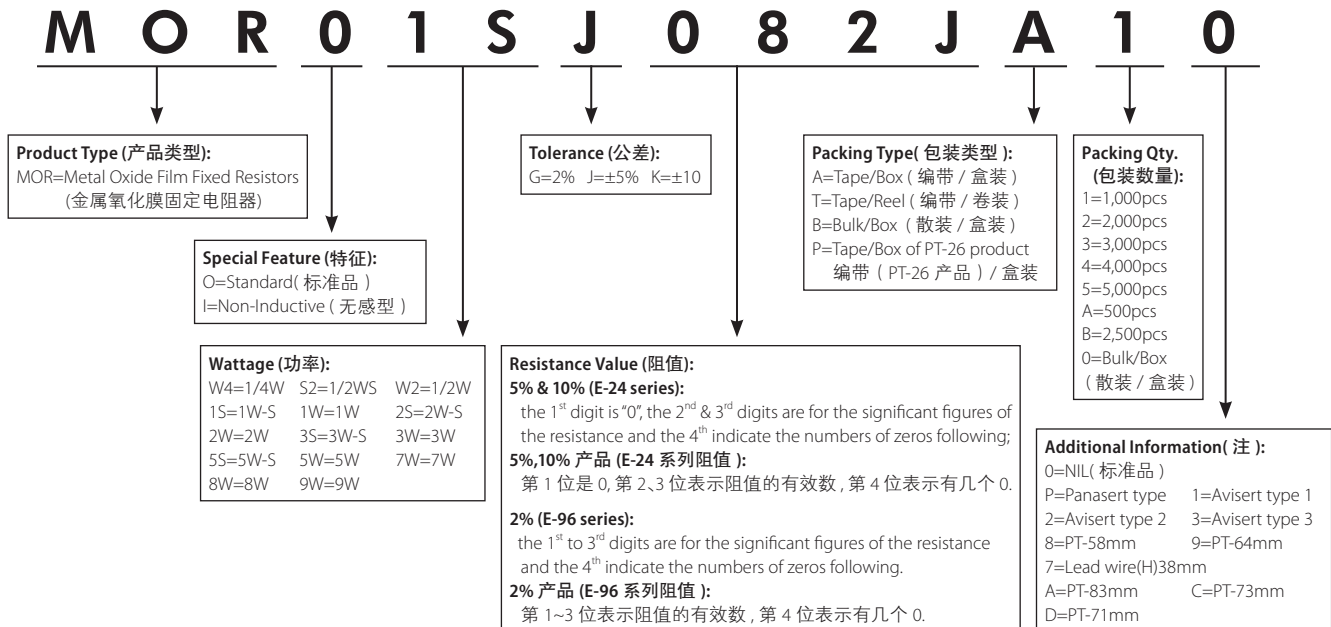 M O R 0 1 S J 0 8 2 J A 1 0
Product Type (产品类型):
MOR=Metal Oxide Film Fixed Resistors
(金属氧化膜固定电阻器)
Special Feature (特征):
O=Standard( 标准品 )
I=Non-Inductive ( 无感型 )
Wattage (功率):
W4=1/4W S2=1/2WS W2=1/2W
1S=1W-S 1W=1W 2S=2W-S
2W=2W 3S=3W-S 3W=3W
5S=5W-S 5W=5W 7W=7W
8W=8W 9W=9W
Tolerance (公差):
G=2% J=±5% K=±10
Resistance Value (阻值):
5% & 10% (E-24 series):
the 1st digit is "0", the 2nd & 3rd digits are for the significant figures of
the resistance and the 4th indicate the numbers of zeros following;
5%,10% 产品 (E-24 系列阻值 ):
第 1 位是 0, 第 2、3 位表示阻值的有效数 , 第 4 位表示有几个 0.
2% (E-96 series):
the 1st to 3rd digits are for the significant figures of the resistance
and the 4th indicate the numbers of zeros following.
2% 产品 (E-96 系列阻值 ):
第 1~3 位表示阻值的有效数 , 第 4 位表示有几个 0.
Packing Type( 包装类型 ):
A=Tape/Box ( 编带 / 盒装 )
T=Tape/Reel ( 编带 / 卷装 )
B=Bulk/Box ( 散装 / 盒装 )
P=Tape/Box of PT-26 product
编带 ( PT-26 产品 ) / 盒装
Packing Qty.
(包装数量):
1=1,000pcs
2=2,000pcs
3=3,000pcs
4=4,000pcs
5=5,000pcs
A=500pcs
B=2,500pcs
0=Bulk/Box
( 散装 / 盒装 )
Additional Information( 注 ):
0=NIL( 标准品 )
P=Panasert type 1=Avisert type 1
2=Avisert type 2 3=Avisert type 3
8=PT-58mm 9=PT-64mm
7=Lead wire(H)38mm
A=PT-83mm C=PT-73mm
D=PT-71mm